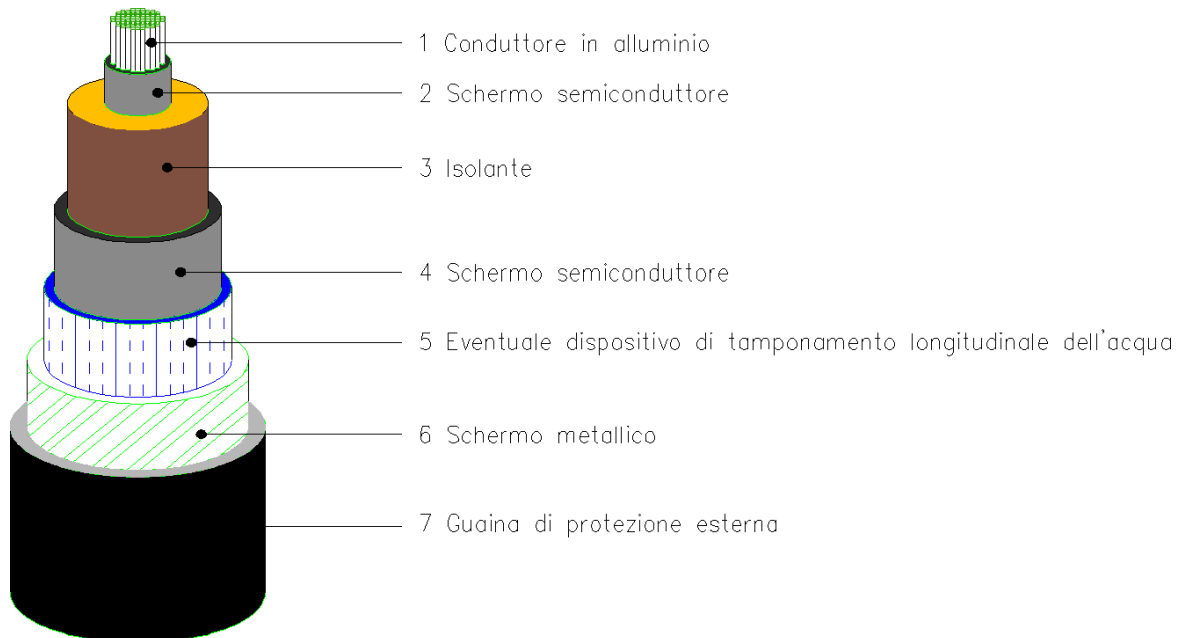 1 Conduttore in alluminio
2 Schermo semiconduttore
3 Isolante
4 Schermo semiconduttore
5 Eventuale dispositivo di tamponamento longitudinale dell'acqua
6 Schermo metallico
7 Guaina di protezione esterna